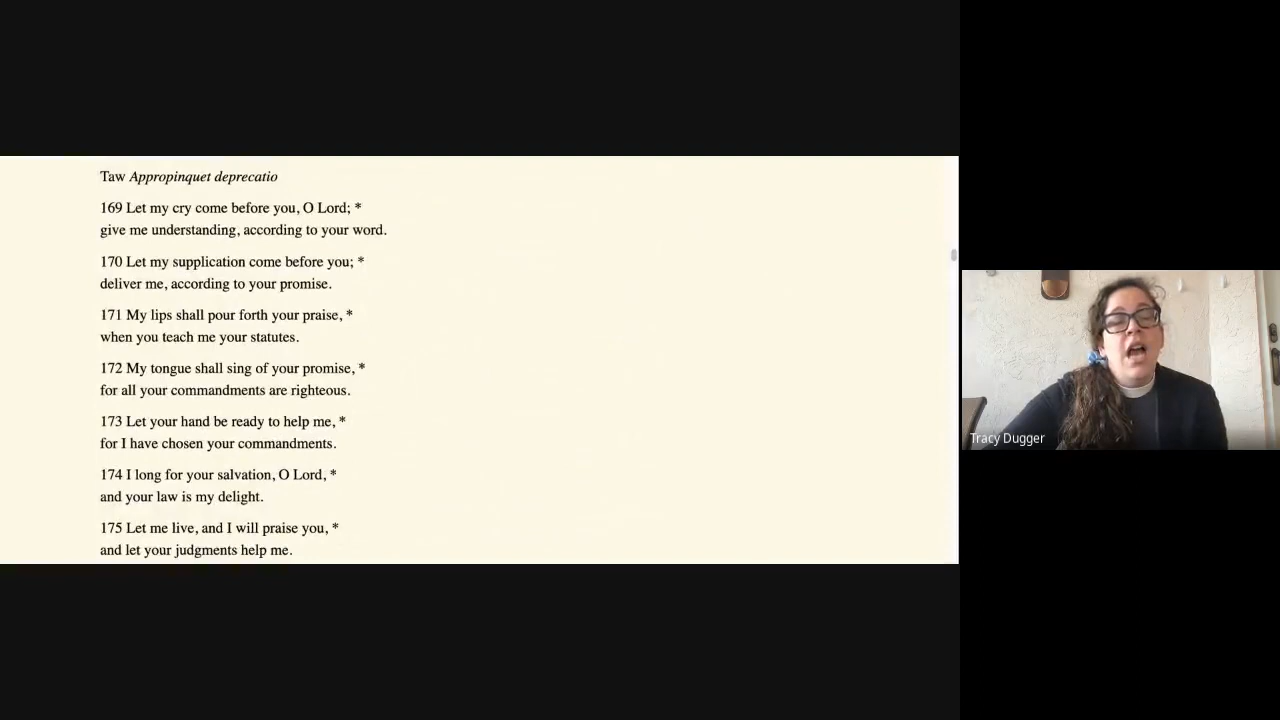 Taw Appropinquet deprecatio
169 Let my cry come before you, O Lord; *
give me understanding, according to your word.
170 Let my supplication come before you; *
deliver me, according to your promise.
171 My lips shall pour forth your praise, *
when you teach me your statutes.
172 My tongue shall sing of your promise, *
for all your commandments are righteous.
173 Let your hand be ready to help me, *
for I have chosen your commandments.
174 I long for your salvation, O Lord, *
and your law is my delight.
175 Let me live, and I will praise you, *
and let your judgments help me.
Tracy Dugger